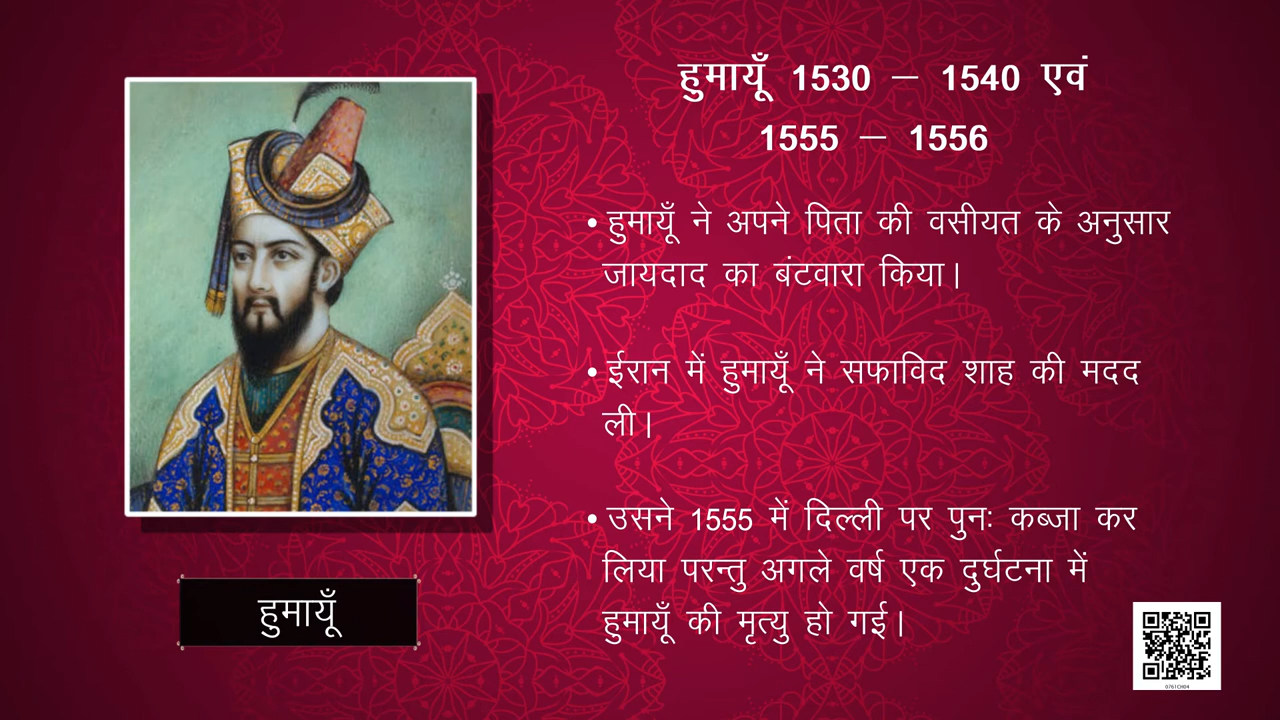 हुमायूँ 1530 – 1540 एवं
1555 – 1556
• हुमायूँ ने अपने पिता की वसीयत के अनुसार
जायदाद का बंटवारा किया।
• ईरान में हुमायूँ ने सफाविद शाह की मदद
ली।
• उसने 1555 में दिल्ली पर पुनः कब्जा कर
लिया परन्तु अगले वर्ष एक दुर्घटना में
हुमायूँ की मृत्यु हो गई।
हुमायूँ
0761CH04